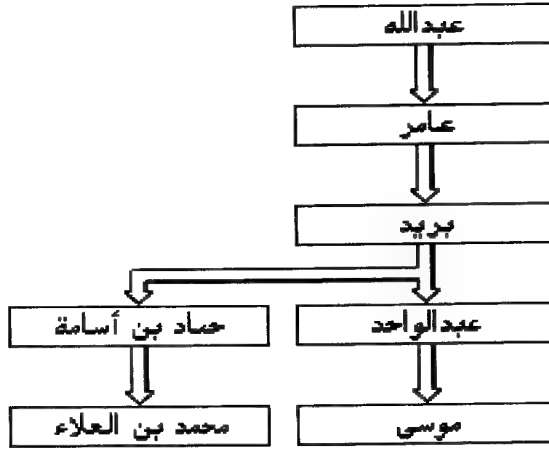 عبدالله
عامر
بريد
عبدالواحد
حماد بن أسامة
موسى
محمد بن العلاء